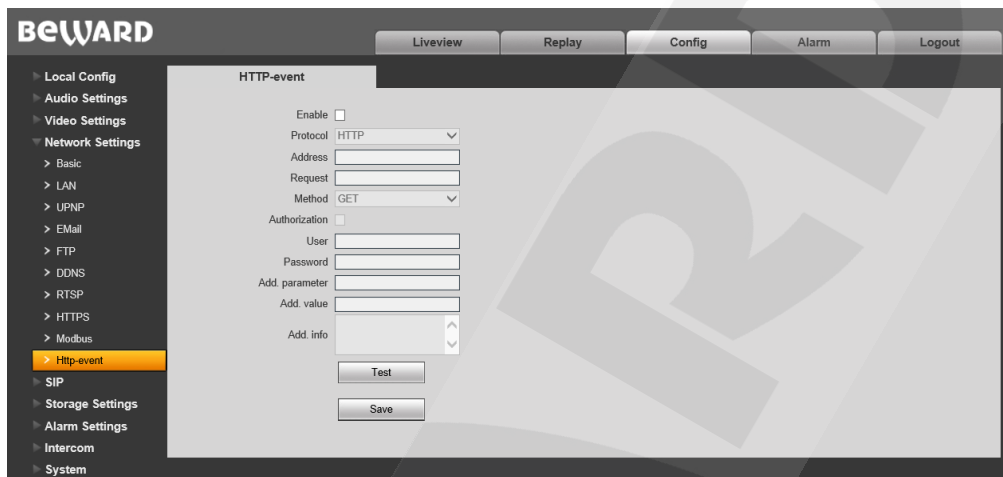 BEWARD
Liveview
Replay
Config
Alarm
Logout
Local Config
Audio Settings
Video Settings
Network Settings
> Basic
> LAN
> UPNP
> EMail
> FTP
> DDNS
> RTSP
> HTTPS
> Modbus
> Http-event
SIP
Storage Settings
Alarm Settings
Intercom
System
HTTP-event
Enable
Protocol HTTP
Address
Request
Method GET
Authorization
User
Password
Add. parameter
Add. value
Add. info
Test
Save